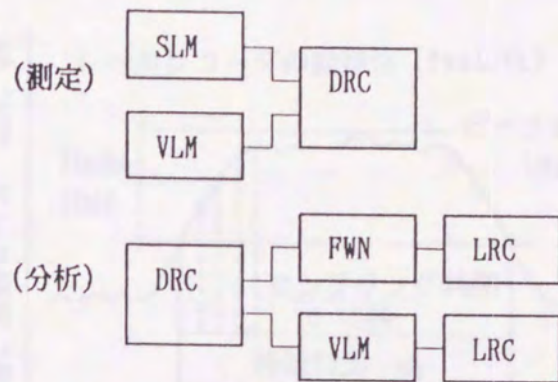 SLM
(測定) DRC
VLM
FWN LRC
(分析) DRC
VLM LRC